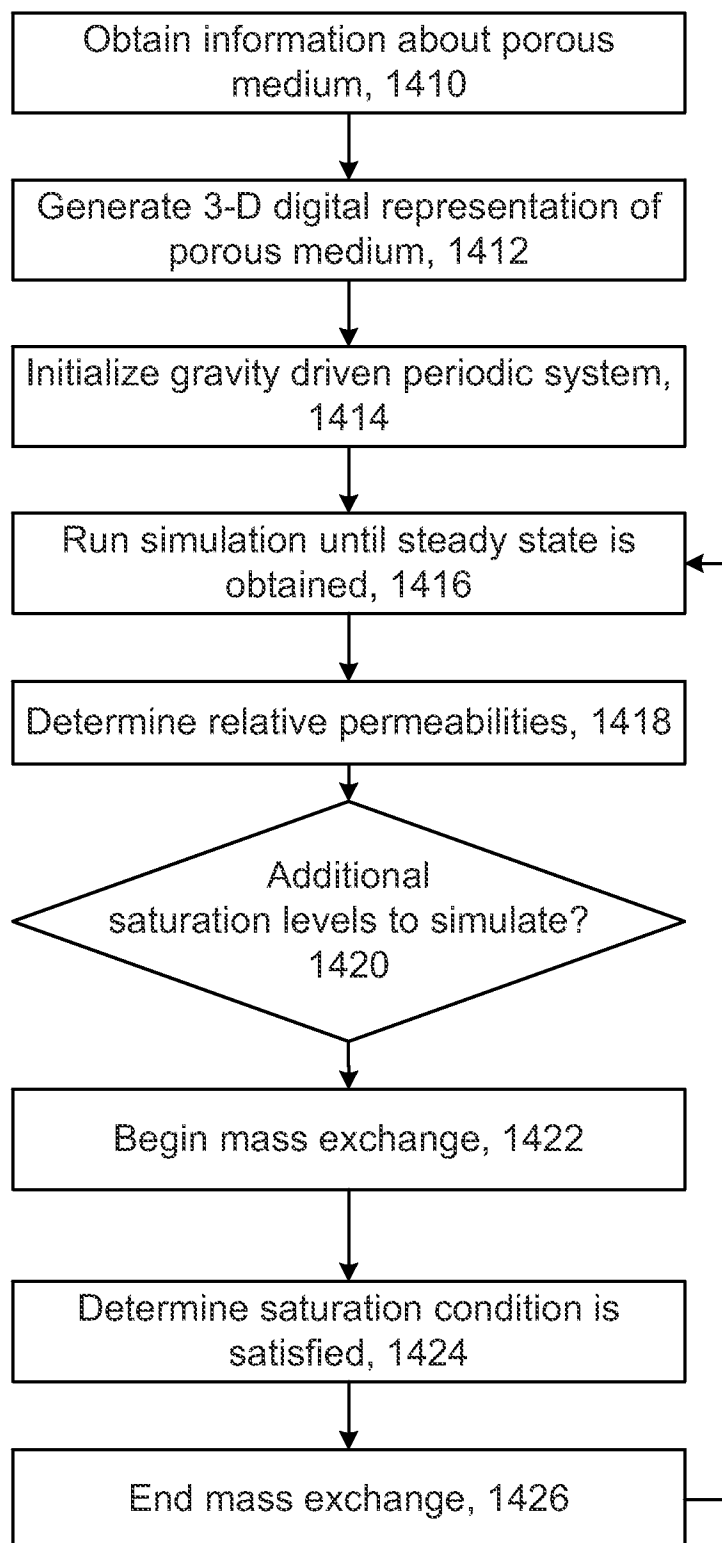 Obtain information about porous
medium, 1410
Generate 3-D digital representation of
porous medium, 1412
Initialize gravity driven periodic system,
1414
Run simulation until steady state is
obtained, 1416
Determine relative permeabilities, 1418
Additional
saturation levels to simulate?
1420
Begin mass exchange, 1422
Determine saturation condition is
satisfied, 1424
End mass exchange, 1426